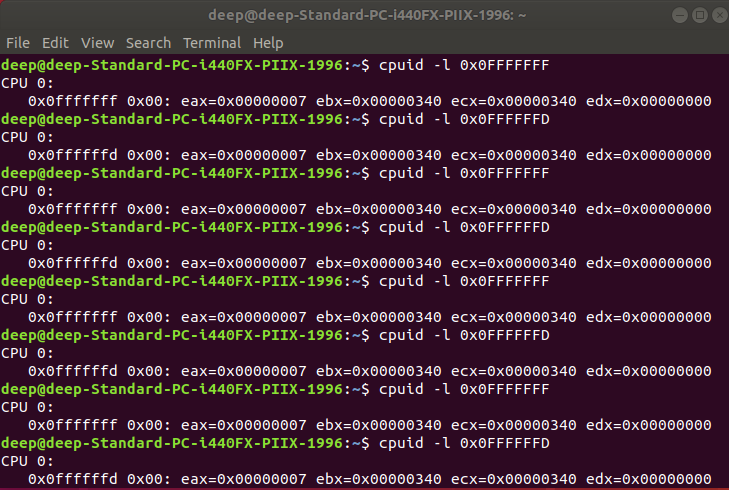 deep@deep-Standard-PC-i440FX-PIIX-1996: ~
File Edit View Search Terminal Help
deep@deep-Standard-PC-i440FX-PIIX-1996:~$ cpuid -l 0x0FFFFFFF
CPU 0:
   0x0fffffff 0x00: eax=0x00000007 ebx=0x00000340 ecx=0x00000340 edx=0x00000000
deep@deep-Standard-PC-i440FX-PIIX-1996:~$ cpuid -l 0x0FFFFFFD
CPU 0:
   0x0ffffffd 0x00: eax=0x00000007 ebx=0x00000340 ecx=0x00000340 edx=0x00000000
deep@deep-Standard-PC-i440FX-PIIX-1996:~$ cpuid -l 0x0FFFFFFF
CPU 0:
   0x0fffffff 0x00: eax=0x00000007 ebx=0x00000340 ecx=0x00000340 edx=0x00000000
deep@deep-Standard-PC-i440FX-PIIX-1996:~$ cpuid -l 0x0FFFFFFD
CPU 0:
   0x0ffffffd 0x00: eax=0x00000007 ebx=0x00000340 ecx=0x00000340 edx=0x00000000
deep@deep-Standard-PC-i440FX-PIIX-1996:~$ cpuid -l 0x0FFFFFFF
CPU 0:
   0x0fffffff 0x00: eax=0x00000007 ebx=0x00000340 ecx=0x00000340 edx=0x00000000
deep@deep-Standard-PC-i440FX-PIIX-1996:~$ cpuid -l 0x0FFFFFFD
CPU 0:
   0x0ffffffd 0x00: eax=0x00000007 ebx=0x00000340 ecx=0x00000340 edx=0x00000000
deep@deep-Standard-PC-i440FX-PIIX-1996:~$ cpuid -l 0x0FFFFFFF
CPU 0:
   0x0fffffff 0x00: eax=0x00000007 ebx=0x00000340 ecx=0x00000340 edx=0x00000000
deep@deep-Standard-PC-i440FX-PIIX-1996:~$ cpuid -l 0x0FFFFFFD
CPU 0:
   0x0ffffffd 0x00: eax=0x00000007 ebx=0x00000340 ecx=0x00000340 edx=0x00000000